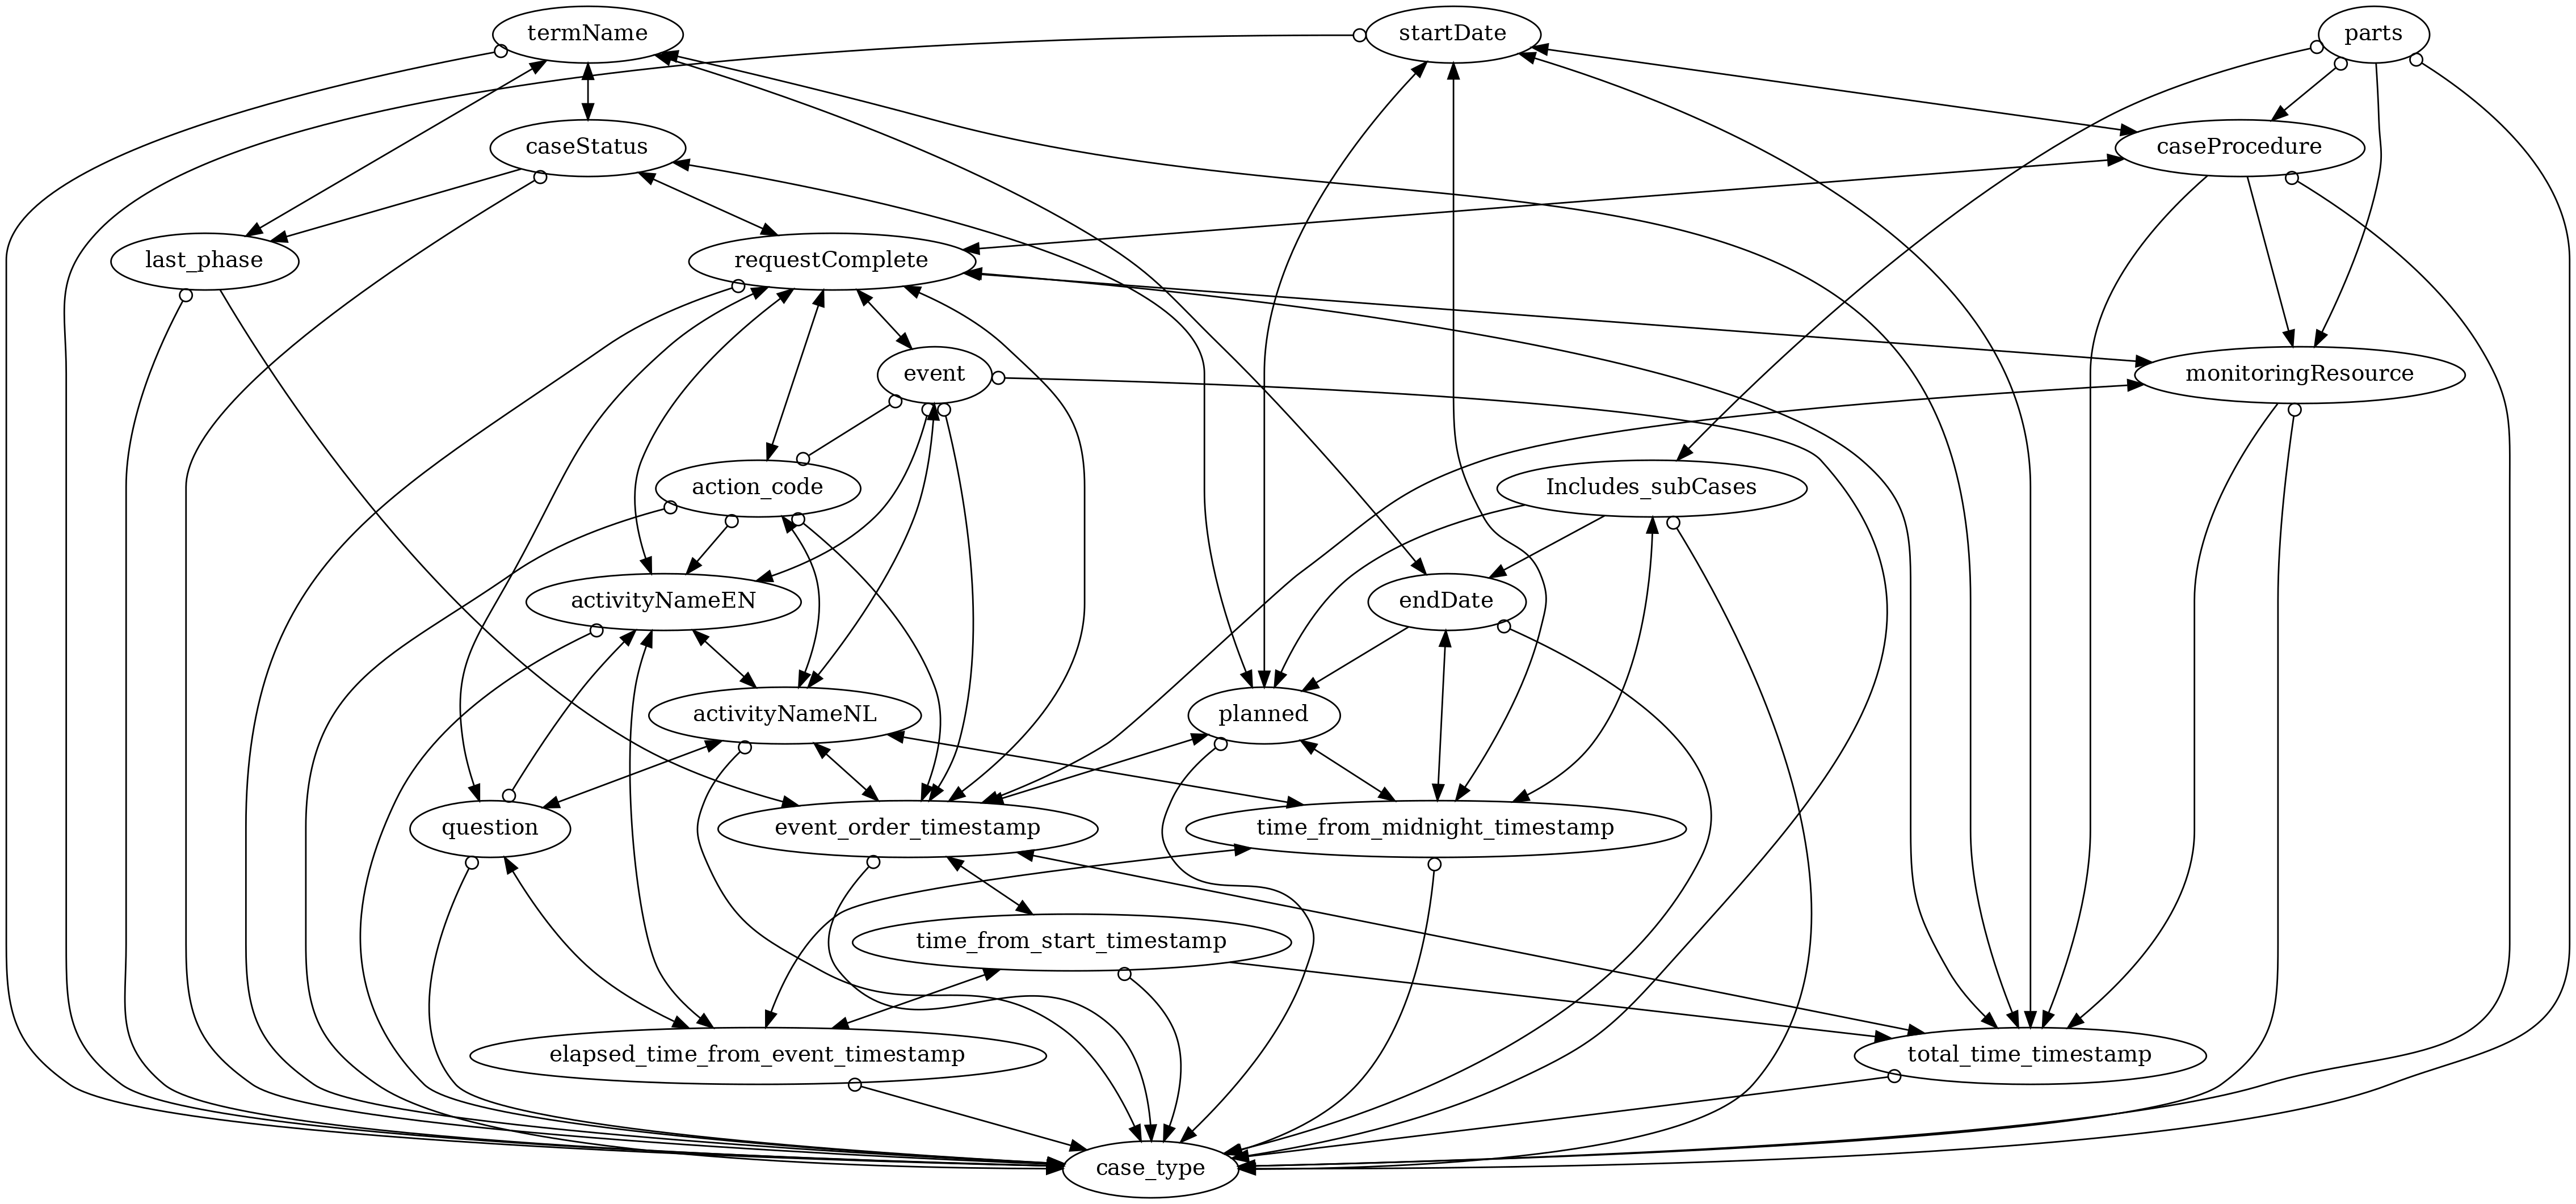 termName
startDate
parts
caseStatus
caseProcedure
last_phase
requestComplete
event
monitoringResource
action_code
Includes_subCases
activityNameEN
endDate
activityNameNL
planned
question
event_order_timestamp
time_from_midnight_timestamp
time_from_start_timestamp
elapsed_time_from_event_timestamp
total_time_timestamp
case_type